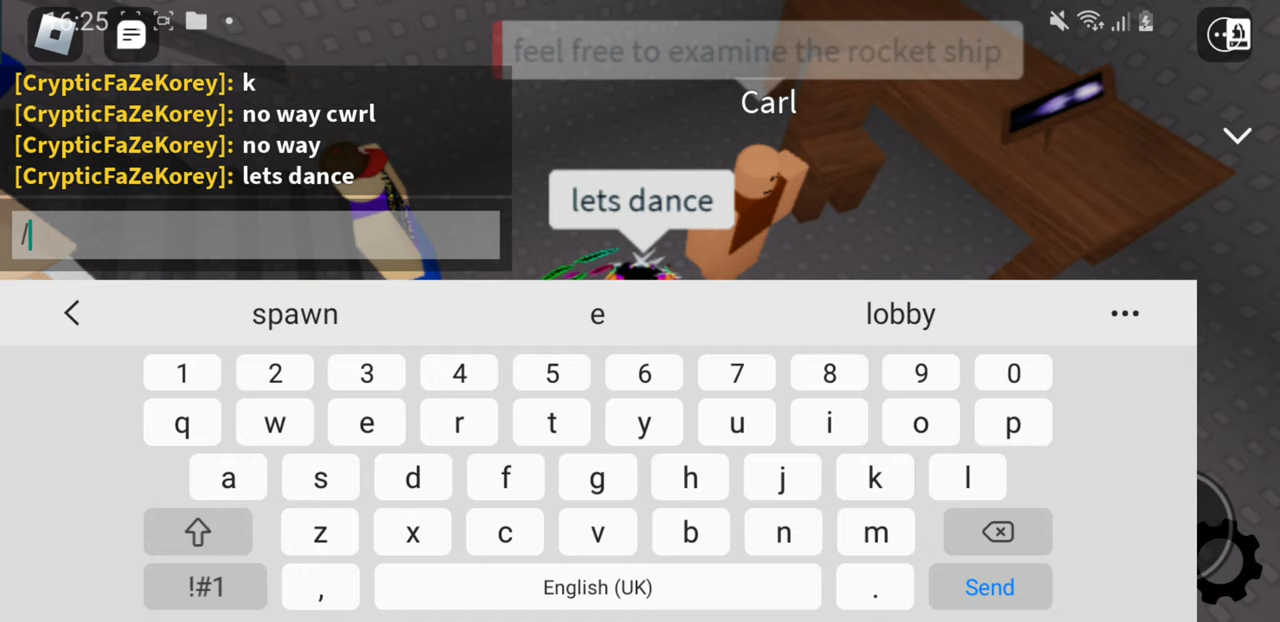 16:25
feel free to examine the rocket ship
Carl
[CrypticFaZeKorey]: k
[CrypticFaZeKorey]: no way cwrl
[CrypticFaZeKorey]: no way
[CrypticFaZeKorey]: lets dance
lets dance
/
spawn e lobby
1 2 3 4 5 6 7 8 9 0
q w e r t y u i o p
a s d f g h j k l
z x c v b n m
!#1 , English (UK) . Send